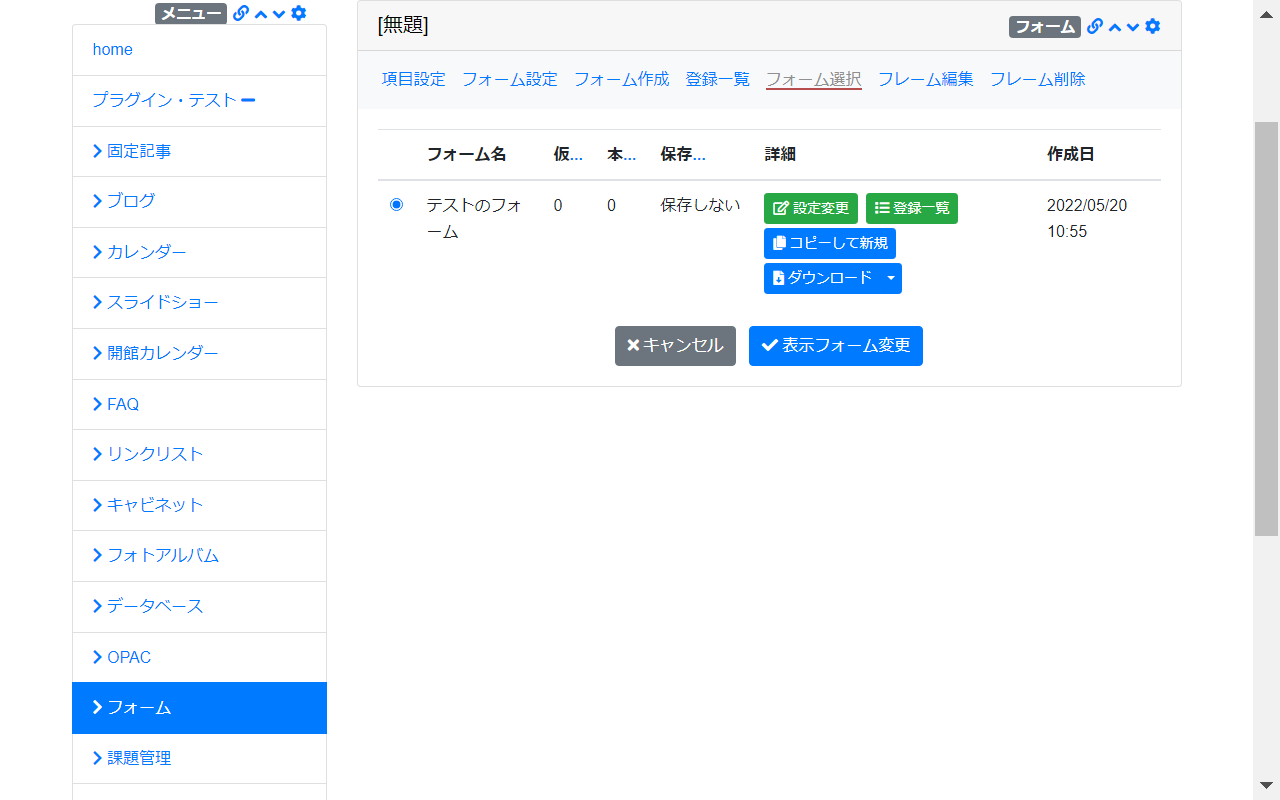 メニュー
home
プラグイン・テスト
固定記事
ブログ
カレンダー
スライドショー
開館カレンダー
FAQ
リンクリスト
キャビネット
フォトアルバム
データベース
OPAC
フォーム
課題管理
[無題]
フォーム
項目設定 フォーム設定 フォーム作成 登録一覧 フォーム選択 フレーム編集 フレーム削除
フォーム名 仮... 本... 保存... 詳細 作成日
テストのフォ 0 0 保存しない 設定変更 登録一覧 2022/05/20
ーム 10:55
コピーして新規
ダウンロード
キャンセル 表示フォーム変更